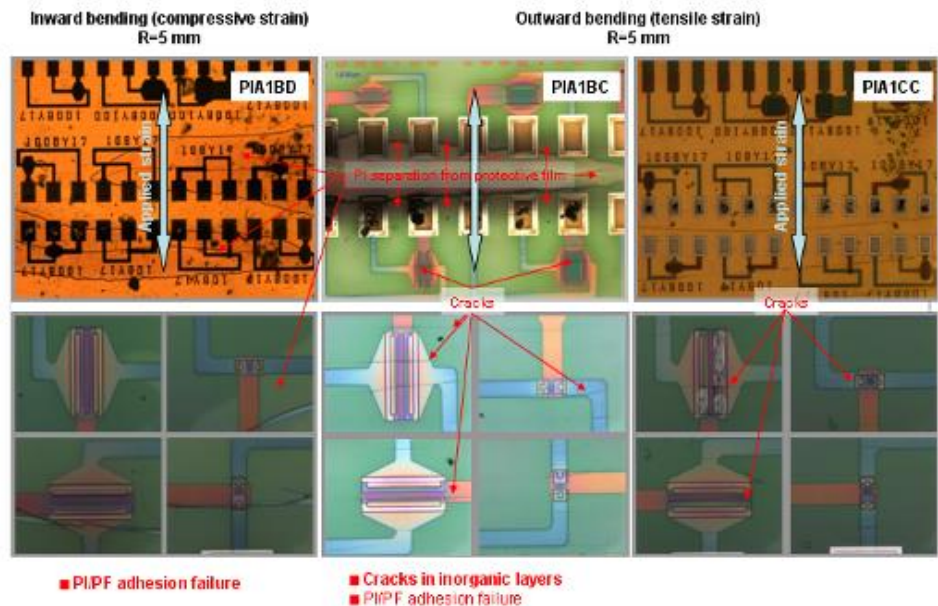 Inward bending (compressive strain)
R=5 mm
Outward bending (tensile strain)
R=5 mm
PIA1BD
PIA1BC
PIA1CC
Applied strain
Applied strain
Applied strain
PI separation from protective film
Cracks
Cracks
PI/PF adhesion failure
Cracks in inorganic layers
PI/PF adhesion failure